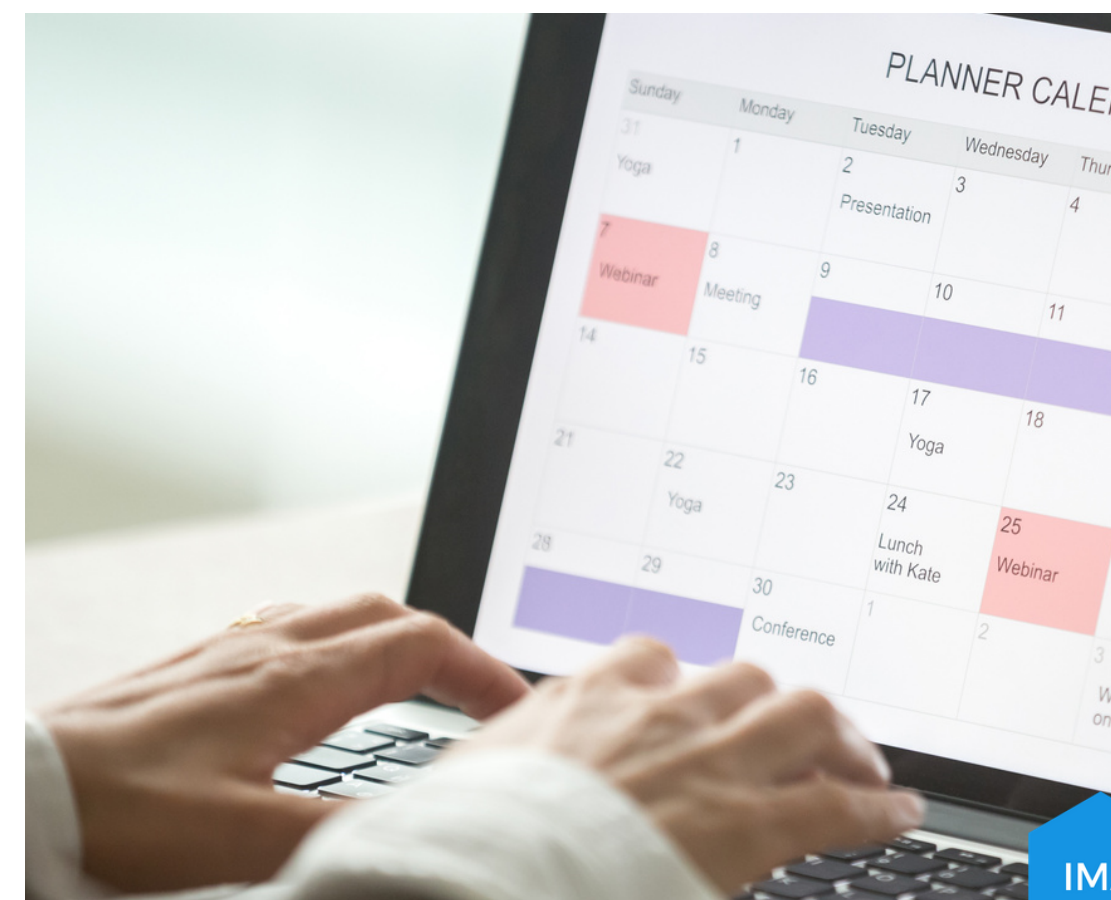 PLANNER CALE
Sunday Monday Tuesday Wednesday Thur
31 1 2 3 4
Yoga Presentation
7 8 9 10 11
Webinar Meeting
14 15 16 17 18
Yoga
21 22 23 24 25
Yoga Lunch with Kate Webinar
28 29 30 1 2 3
Conference W
on
IM